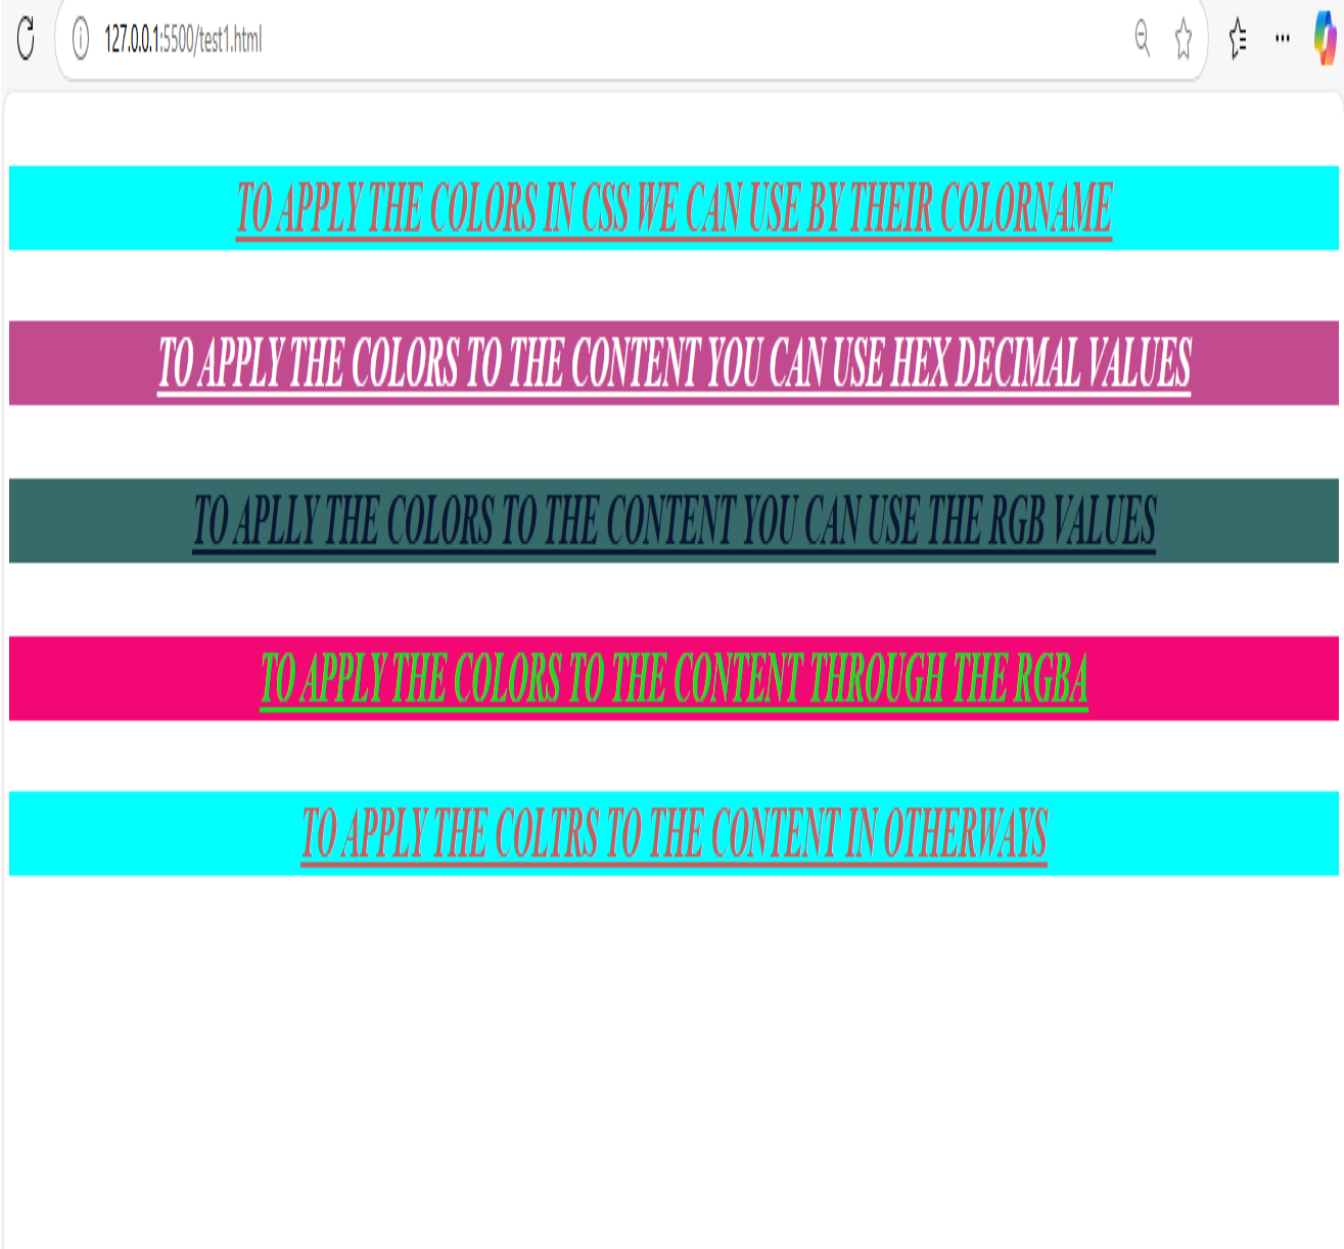 127.0.0.1:5500/test1.html
TO APPLY THE COLORS IN CSS WE CAN USE BY THEIR COLORNAME
TO APPLY THE COLORS TO THE CONTENT YOU CAN USE HEX DECIMAL VALUES
TO APLLY THE COLORS TO THE CONTENT YOU CAN USE THE RGB VALUES
TO APPLY THE COLORS TO THE CONTENT THROUGH THE RGBA
TO APPLY THE COLTRS TO THE CONTENT IN OTHERWAYS